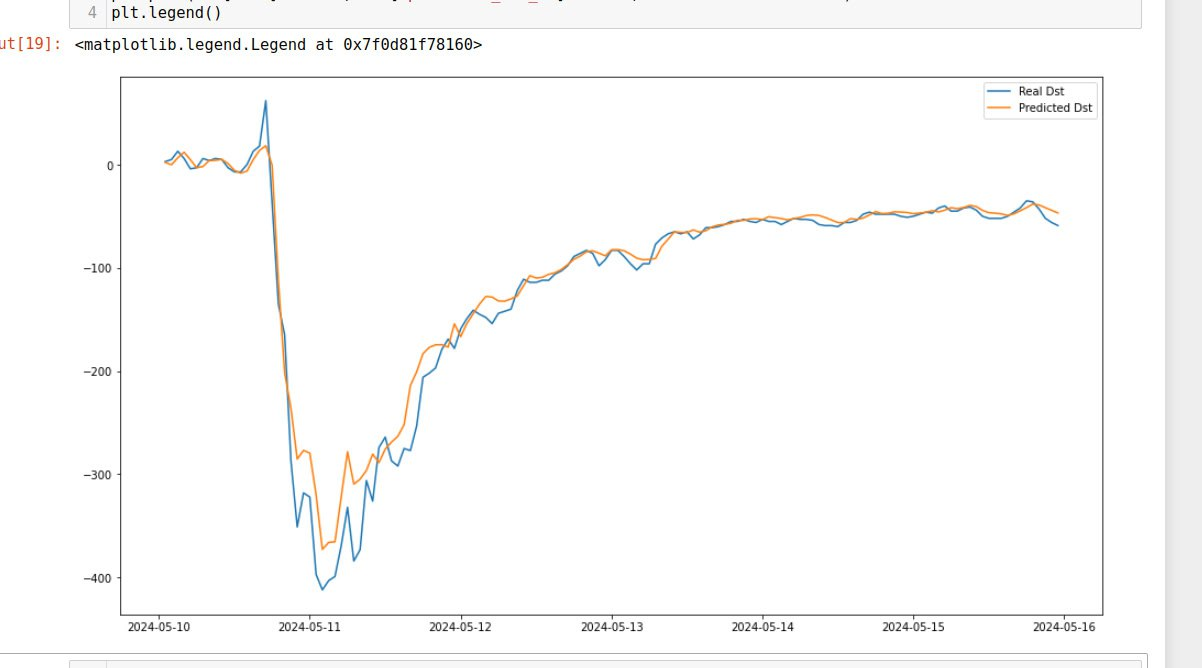 4 plt.legend()
ut[19]: <matplotlib.legend.Legend at 0x7f0d81f78160>
Real Dst
Predicted Dst
0
−100
−200
−300
−400
2024-05-10 2024-05-11 2024-05-12 2024-05-13 2024-05-14 2024-05-15 2024-05-16